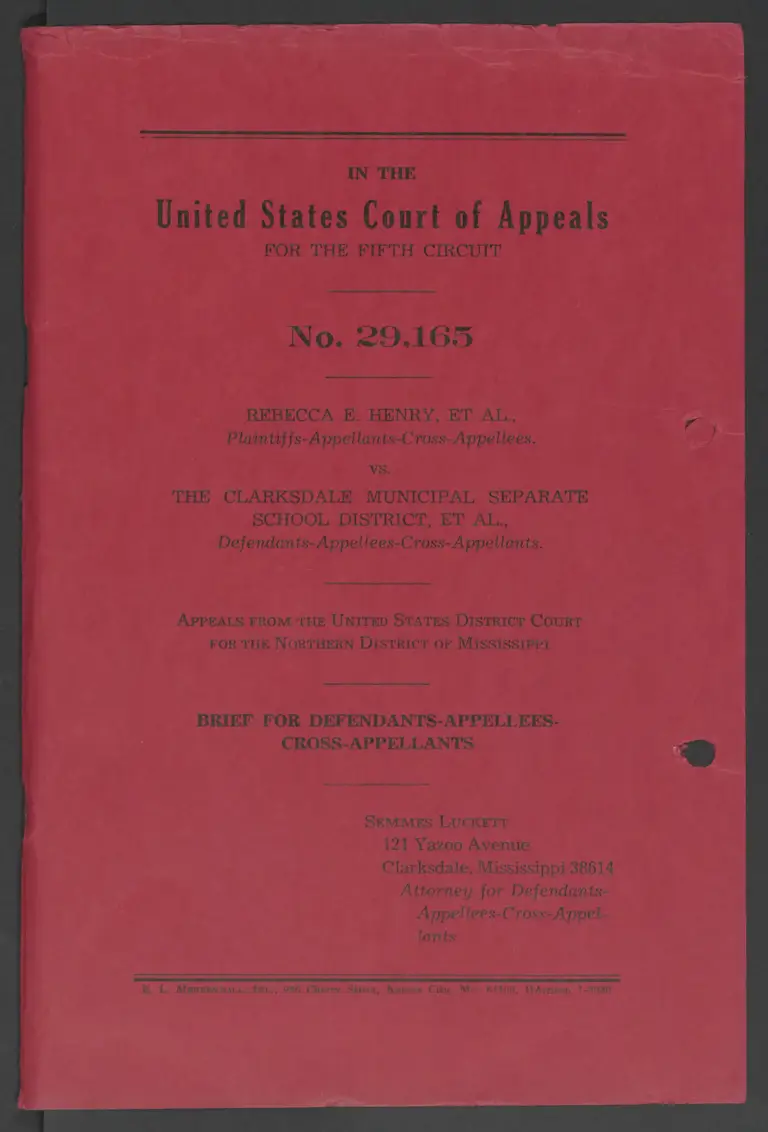 IN THE
United States Court of Appeals
FOR THE FIFTH CIRCUIT
No. 29,165
REBECCA E. HENRY, ET AL.,
Plaintiffs-Appellants-Cross-Appellees,
vs.
THE CLARKSDALE MUNICIPAL SEPARATE
SCHOOL DISTRICT, ET AL.,
Defendants-Appellees-Cross-Appellants.
APPEALS FROM THE UNITED STATES DISTRICT COURT
FOR THE NORTHERN DISTRICT OF MISSISSIPPI
BRIEF FOR DEFENDANTS-APPELLEES-
CROSS-APPELLANTS
SEMMES LUCKETT
121 Yazoo Avenue
Clarksdale, Mississippi 38614
Attorney for Defendants-
Appellees-Cross-Appel-
lants
E. L. Kansas City, Mo.